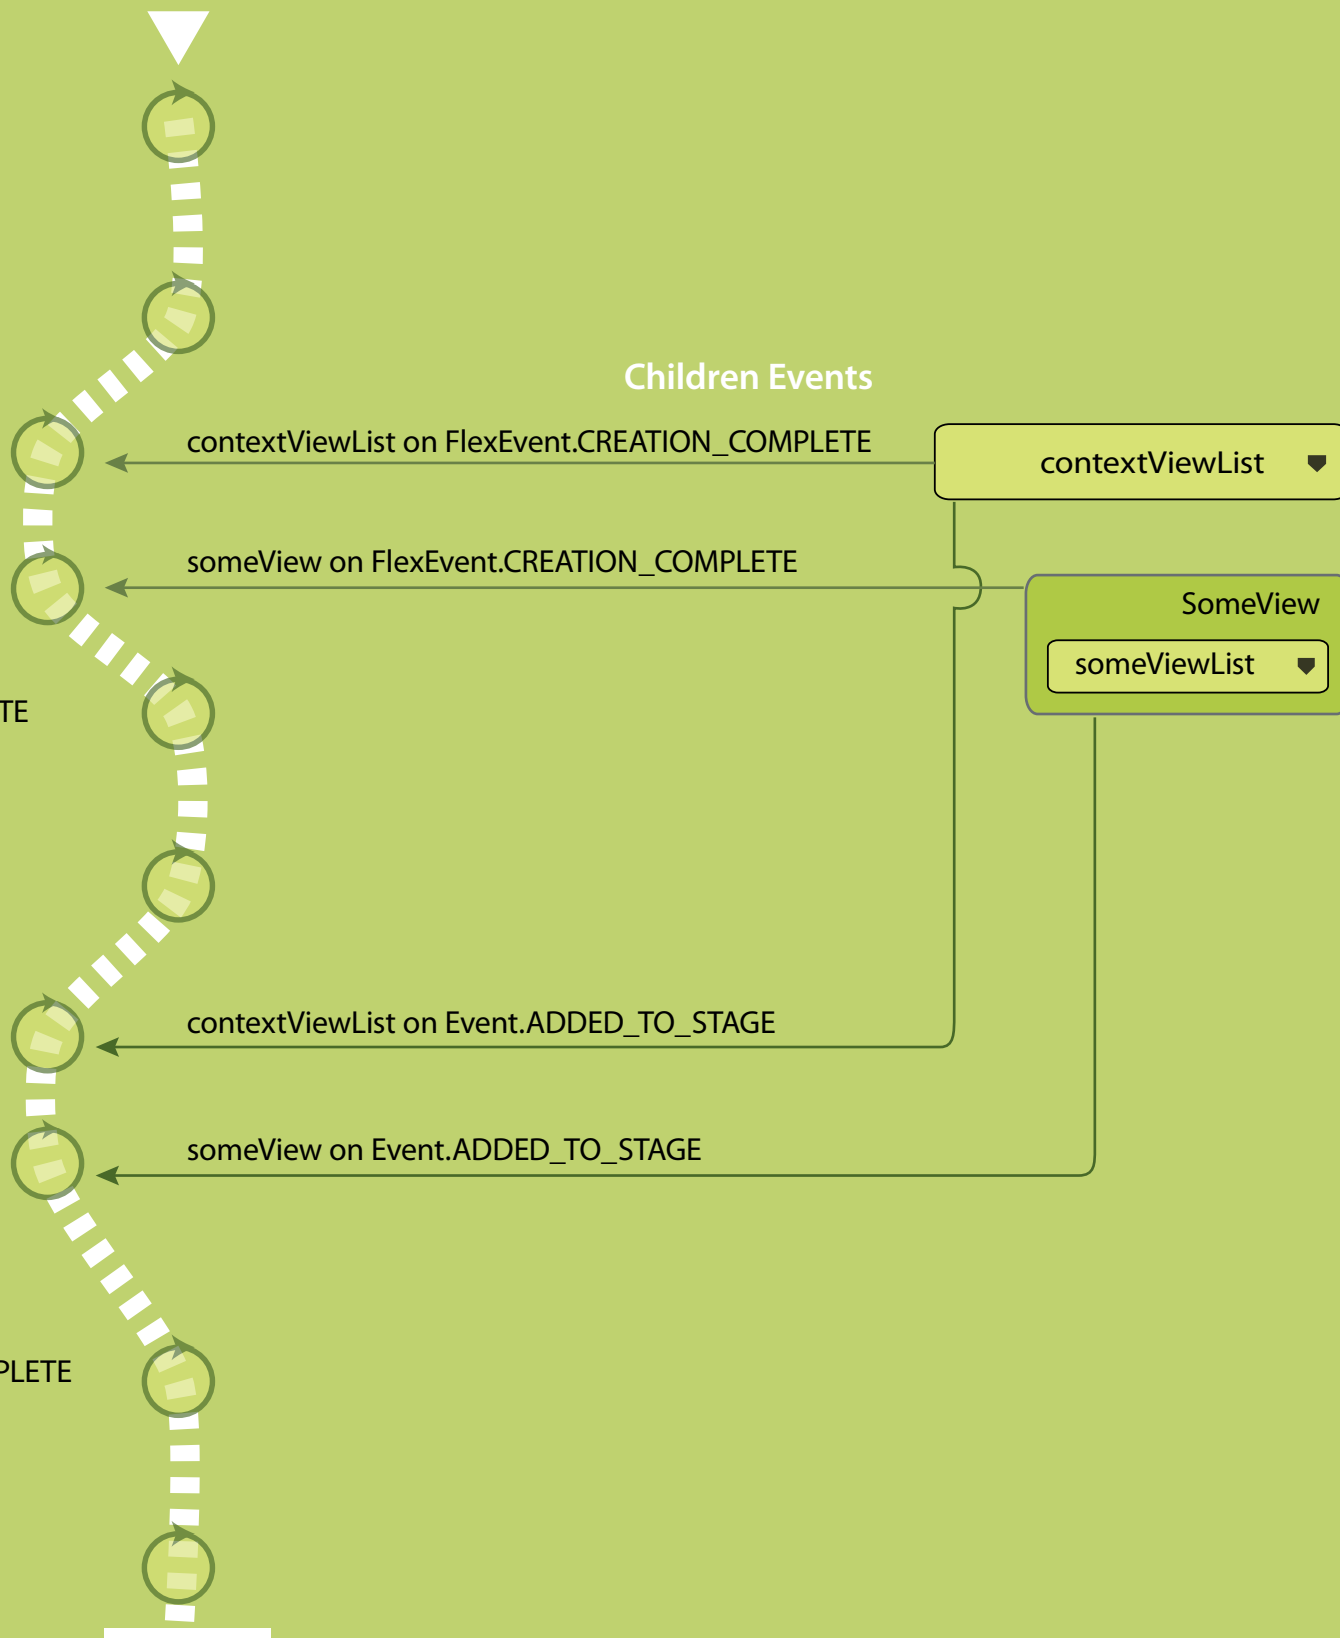 Children Events
contextViewList on FlexEvent.CREATION_COMPLETE
contextViewList
someView on FlexEvent.CREATION_COMPLETE
SomeView
someViewList
TE
contextViewList on Event.ADDED_TO_STAGE
someView on Event.ADDED_TO_STAGE
PLETE